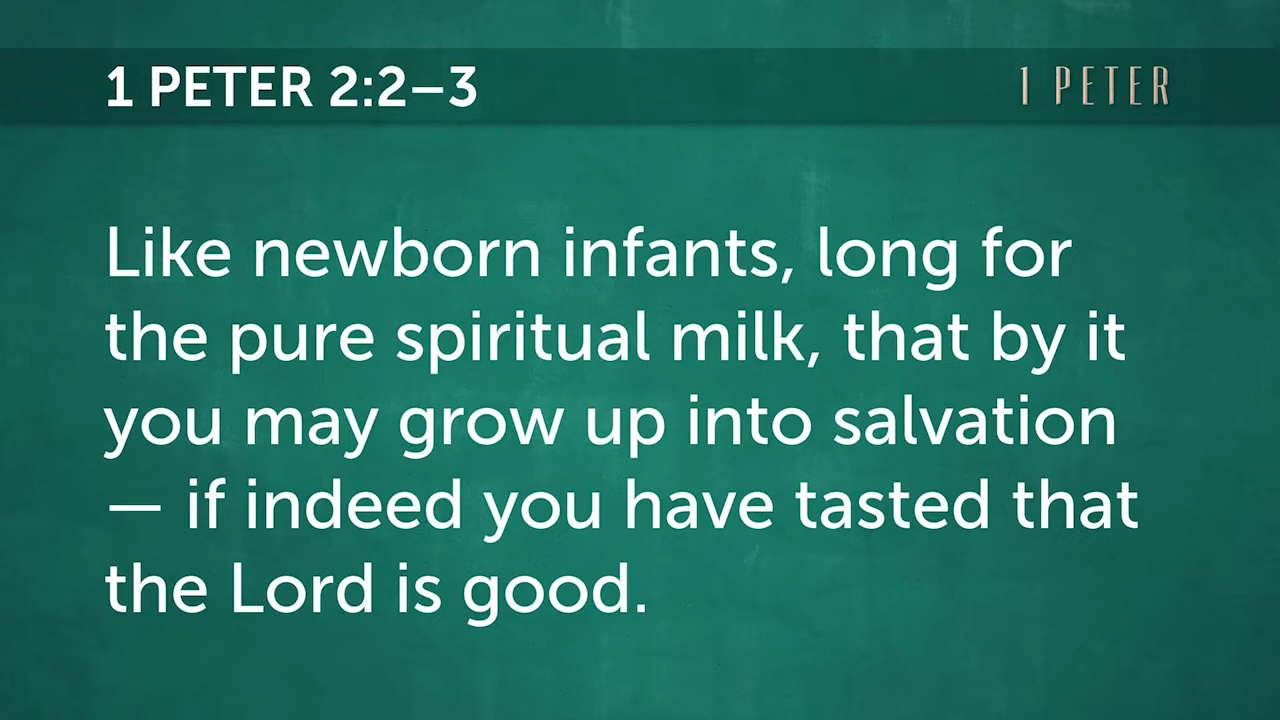 1 PETER 2:2–3
1 PETER
Like newborn infants, long for
the pure spiritual milk, that by it
you may grow up into salvation
— if indeed you have tasted that
the Lord is good.